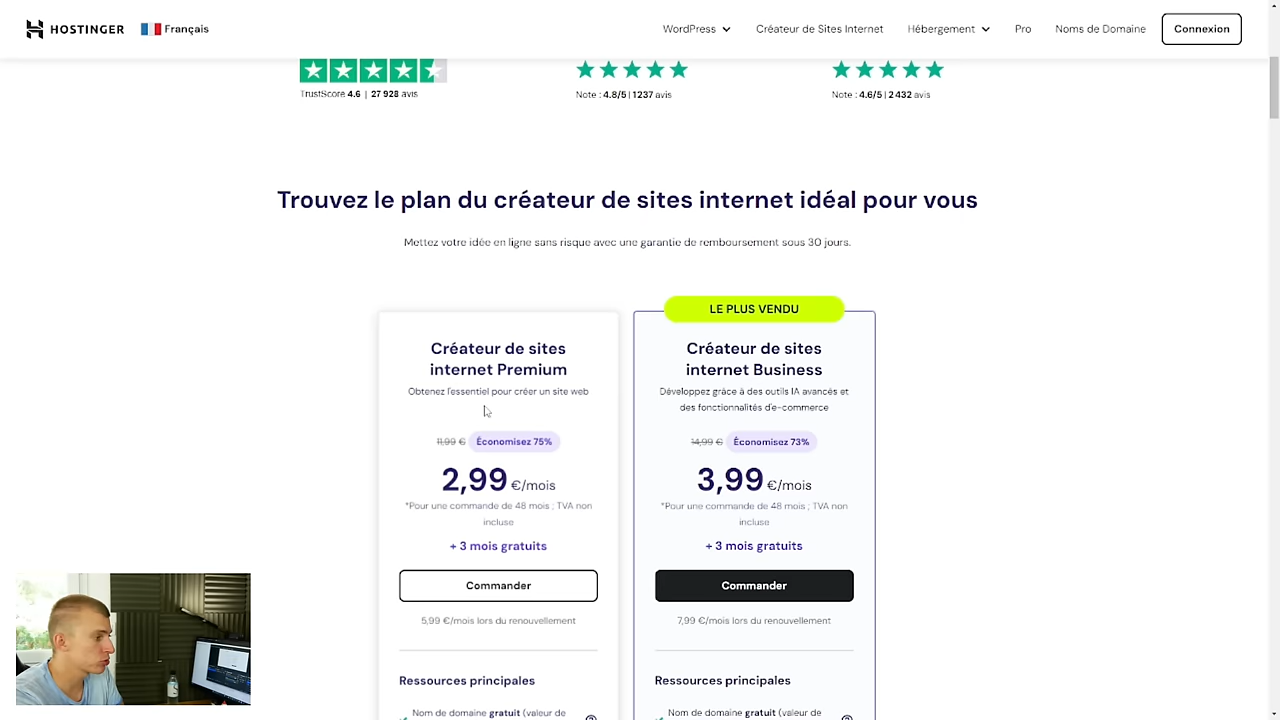 HOSTINGER Français WordPress Créateur de Sites Internet Hébergement Pro Noms de Domaine Connexion
TrustScore 4.6 | 27 928 avis
Note : 4.8/5 | 1237 avis
Note : 4.6/5 | 2 432 avis
Trouvez le plan du créateur de sites internet idéal pour vous
Mettez votre idée en ligne sans risque avec une garantie de remboursement sous 30 jours.
Créateur de sites
internet Premium
Obtenez l'essentiel pour créer un site web
11,99 € Économisez 75%
2,99 €/mois
*Pour une commande de 48 mois ; TVA non
incluse
+ 3 mois gratuits
Commander
5,99 €/mois lors du renouvellement
Ressources principales
Nom de domaine gratuit (valeur de
LE PLUS VENDU
Créateur de sites
internet Business
Développez grâce à des outils IA avancés et
des fonctionnalités d'e-commerce
14,99 € Économisez 73%
3,99 €/mois
*Pour une commande de 48 mois ; TVA non
incluse
+ 3 mois gratuits
Commander
7,99 €/mois lors du renouvellement
Ressources principales
Nom de domaine gratuit (valeur de